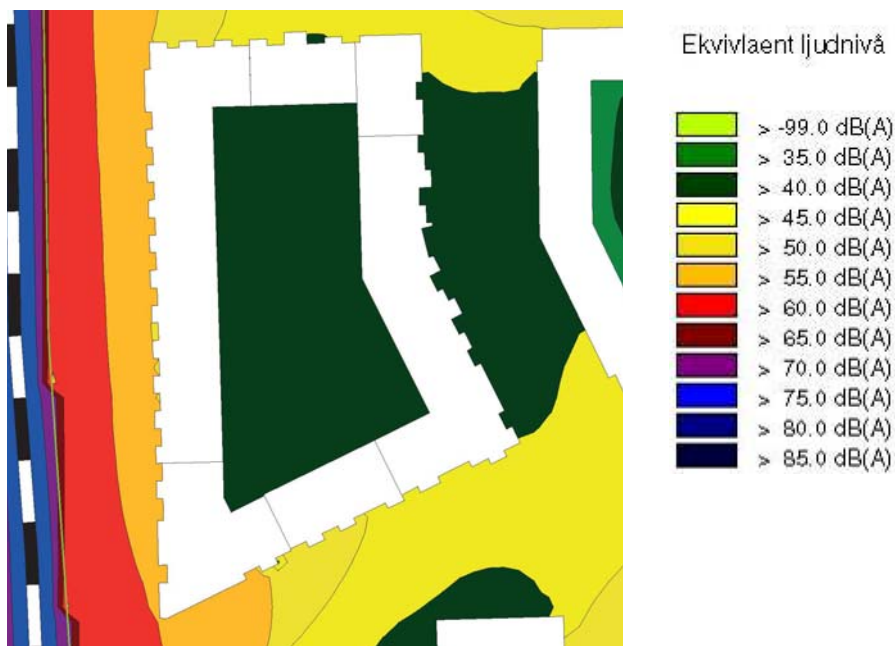 Ekvivlaent ljudnivå
> -99.0 dB(A)
> 35.0 dB(A)
> 40.0 dB(A)
> 45.0 dB(A)
> 50.0 dB(A)
> 55.0 dB(A)
> 60.0 dB(A)
> 65.0 dB(A)
> 70.0 dB(A)
> 75.0 dB(A)
> 80.0 dB(A)
> 85.0 dB(A)